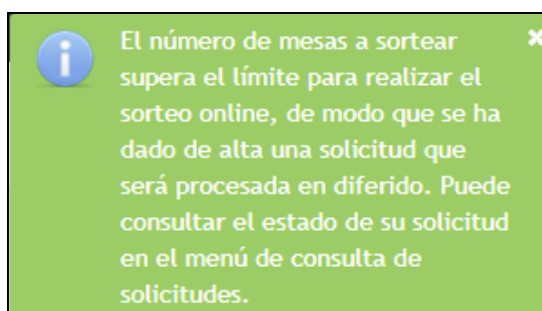 El número de mesas a sortear
supera el límite para realizar el
sorteo online, de modo que se ha
dado de alta una solicitud que
será procesada en diferido. Puede
consultar el estado de su solicitud
en el menú de consulta de
solicitudes.